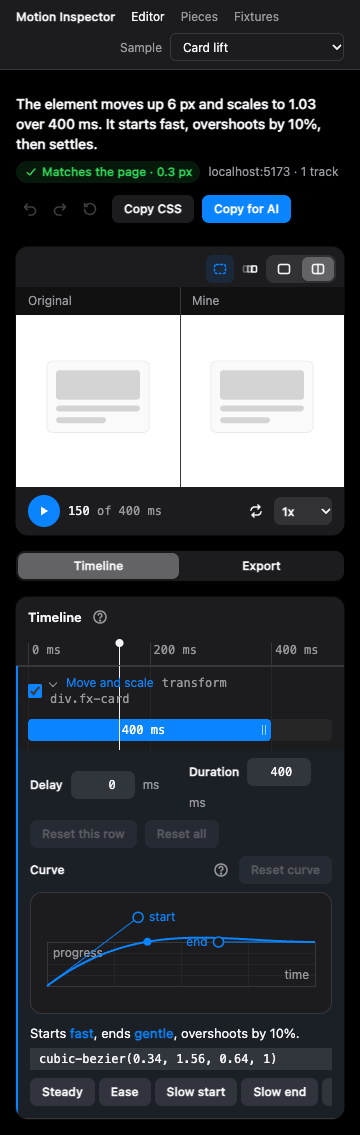 Motion Inspector Editor Pieces Fixtures
Sample Card lift
The element moves up 6 px and scales to 1.03
over 400 ms. It starts fast, overshoots by 10%,
then settles.
Matches the page · 0.3 px localhost:5173 · 1 track
Copy CSS Copy for AI
Original Mine
150 of 400 ms 1x
Timeline Export
Timeline
0 ms 200 ms 400 ms
Move and scale transform
div.fx-card
400 ms
Delay 0 ms Duration 400
ms
Reset this row Reset all
Curve Reset curve
start
end
progress
time
Starts fast, ends gentle, overshoots by 10%.
cubic-bezier(0.34, 1.56, 0.64, 1)
Steady Ease Slow start Slow end